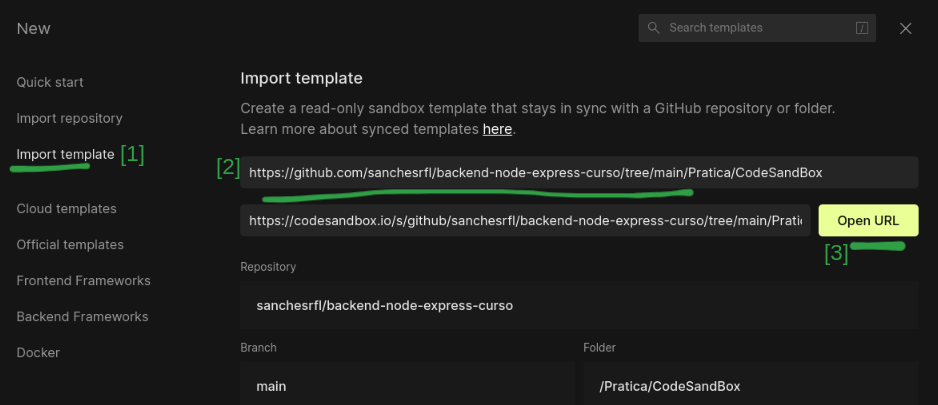 New
Search templates
/
Quick start
Import repository
Import template [1]
Cloud templates
Official templates
Frontend Frameworks
Backend Frameworks
Docker
Import template
Create a read-only sandbox template that stays in sync with a GitHub repository or folder.
Learn more about synced templates here.
[2] https://github.com/sanchesrfl/backend-node-express-curso/tree/main/Pratica/CodeSandBox
https://codesandbox.io/s/github/sanchesrfl/backend-node-express-curso/tree/main/Prati
Open URL
[3]
Repository
sanchesrfl/backend-node-express-curso
Branch
main
Folder
/Pratica/CodeSandBox